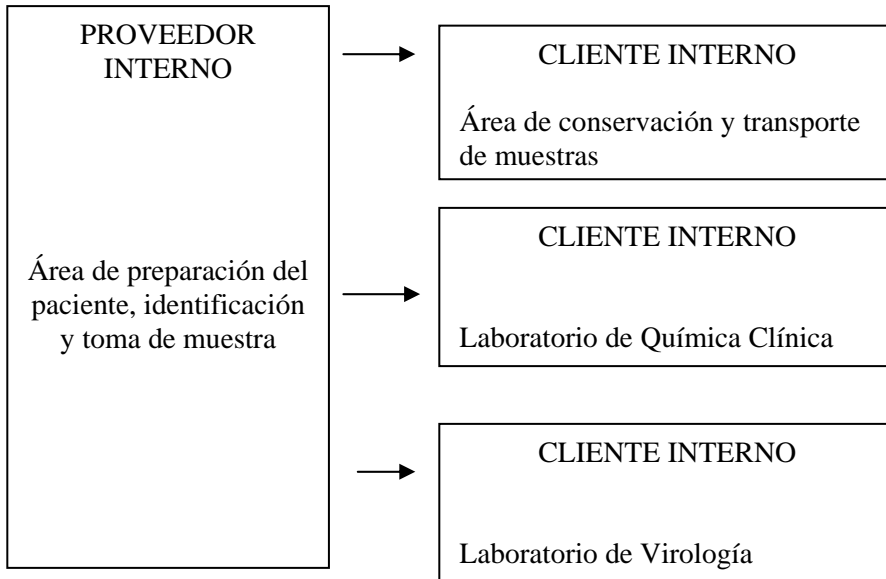 PROVEEDOR
INTERNO
Área de preparación del
paciente, identificación
y toma de muestra
CLIENTE INTERNO
Área de conservación y transporte
de muestras
CLIENTE INTERNO
Laboratorio de Química Clínica
CLIENTE INTERNO
Laboratorio de Virología